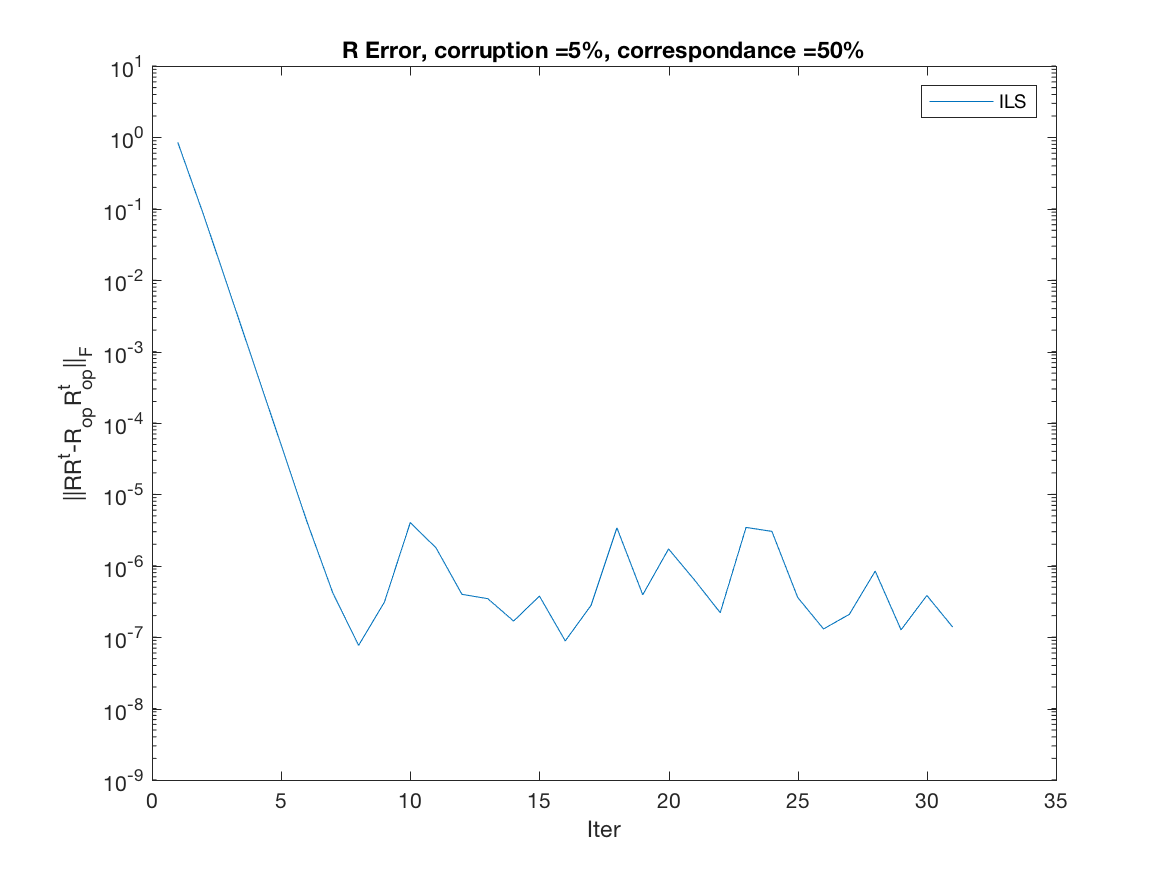 R Error, corruption =5%, correspondance =50%
ILS
10^1
10^0
10^-1
10^-2
10^-3
10^-4
10^-5
10^-6
10^-7
10^-8
10^-9
||RR^t-R_op R^t_op||_F
0 5 10 15 20 25 30 35
Iter